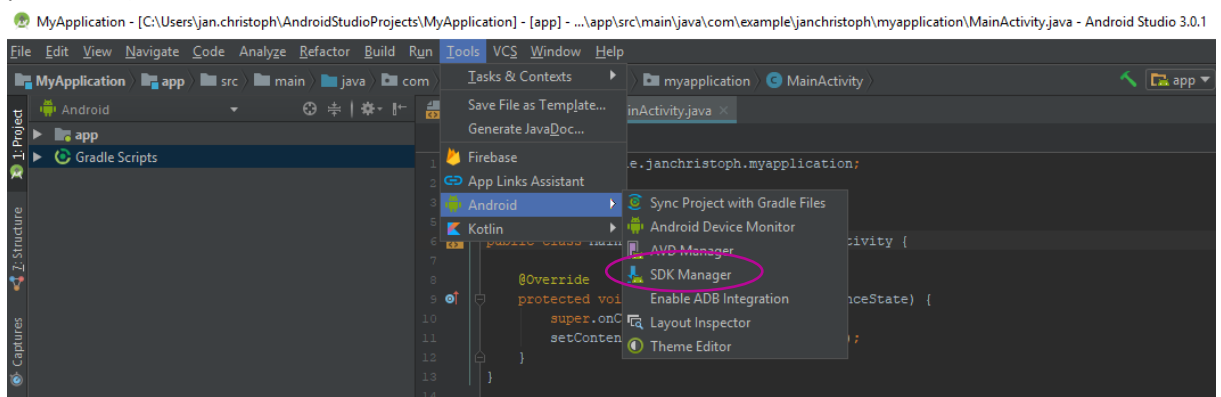 MyApplication - [C:\Users\jan.christoph\AndroidStudioProjects\MyApplication] - [app] - ...\app\src\main\java\com\example\janchristoph\myapplication\MainActivity.java - Android Studio 3.0.1
File Edit View Navigate Code Analyze Refactor Build Run Tools VCS Window Help
MyApplication app src main java com myapplication MainActivity app
Tasks & Contexts
Android
Save File as Template...
inActivity.java
Generate JavaDoc...
1: Project
app
Gradle Scripts
Firebase
1 e.janchristoph.myapplication;
2 App Links Assistant
3 Android
Sync Project with Gradle Files
5 Kotlin
Android Device Monitor
6 public class Main tivity {
AVD Manager
7
SDK Manager
8 @Override
9 protected voi nceState) {
Enable ADB Integration
10 super.onC
Layout Inspector
11 setConten ;
Theme Editor
12 }
13 }
14
7: Structure
Captures